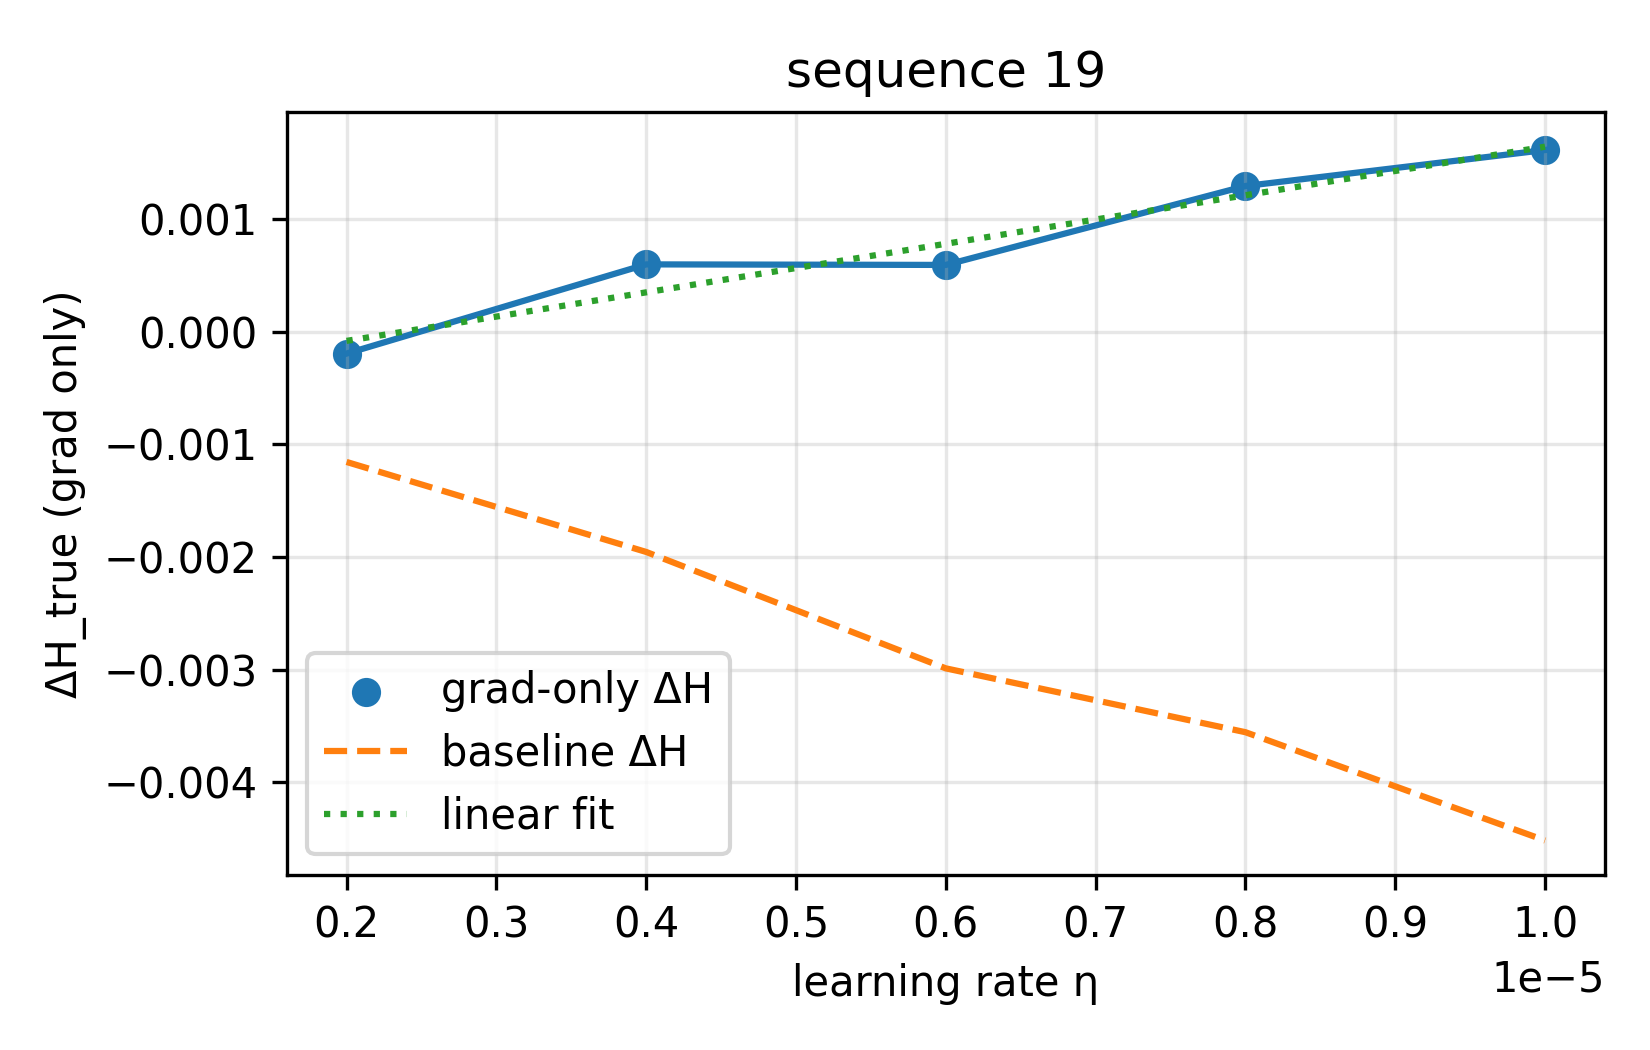 sequence 19
ΔH_true (grad only)
0.001
0.000
−0.001
−0.002
−0.003
−0.004
grad-only ΔH
baseline ΔH
linear fit
0.2 0.3 0.4 0.5 0.6 0.7 0.8 0.9 1.0
learning rate η
1e−5